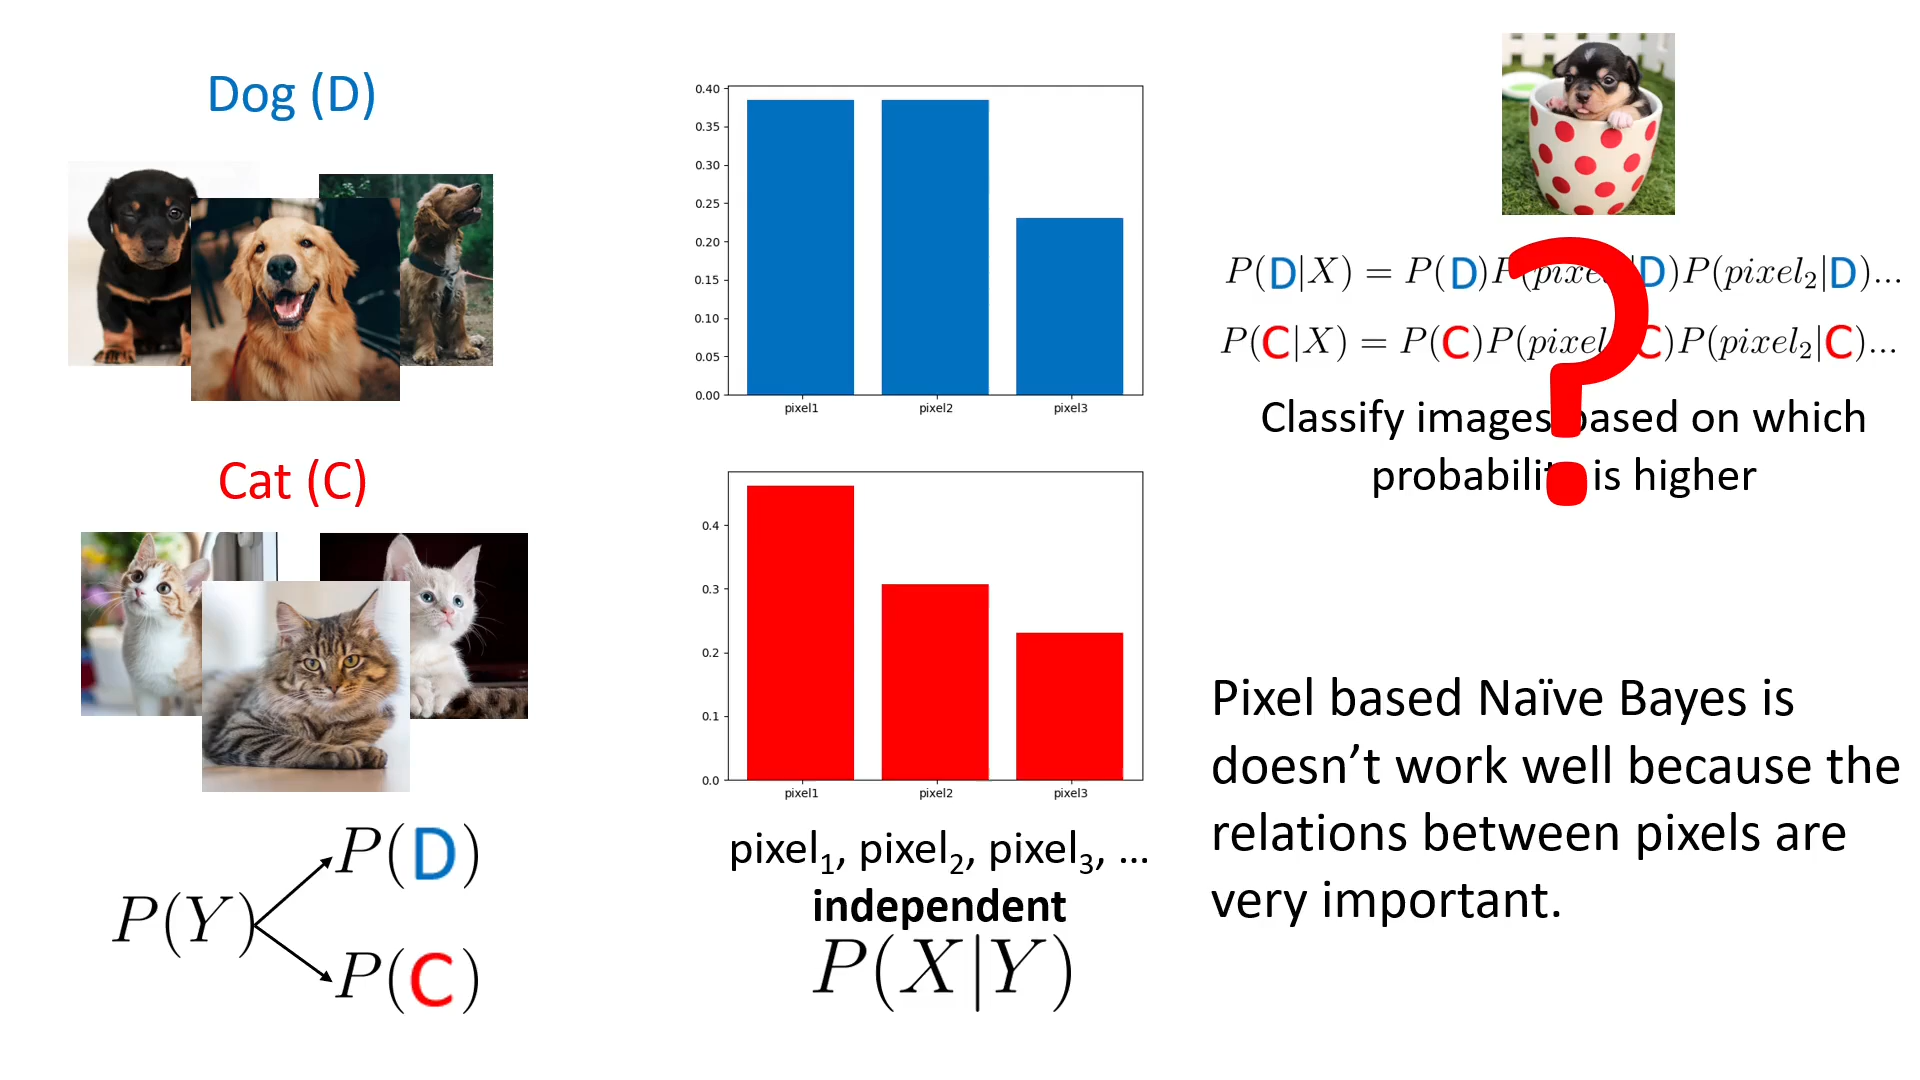 Dog (D)
Cat (C)
P(Y)
P(D)
P(C)
0.40
0.35
0.30
0.25
0.20
0.15
0.10
0.05
0.00
pixel1 pixel2 pixel3
0.4
0.3
0.2
0.1
0.0
pixel1 pixel2 pixel3
pixel₁, pixel₂, pixel₃, ...
independent
P(X|Y)
P(D|X) = P(D)P(pixe |D)P(pixel₂|D)...
P(C|X) = P(C)P(pixel C)P(pixel₂|C)...
?
Classify images based on which
probability is higher
Pixel based Naïve Bayes is
doesn’t work well because the
relations between pixels are
very important.